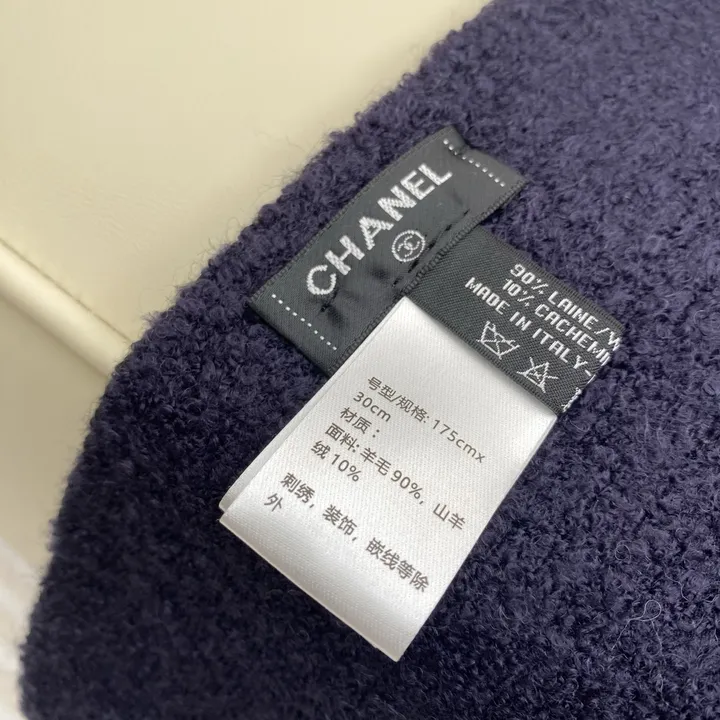 CHANEL
90% LAINE/W
10% CACHEMI
MADE IN ITALY-
号型/规格: 175cmx
30cm
材质：
面料: 羊毛 90%，山羊
绒 10%
刺绣，装饰，嵌线等除
外